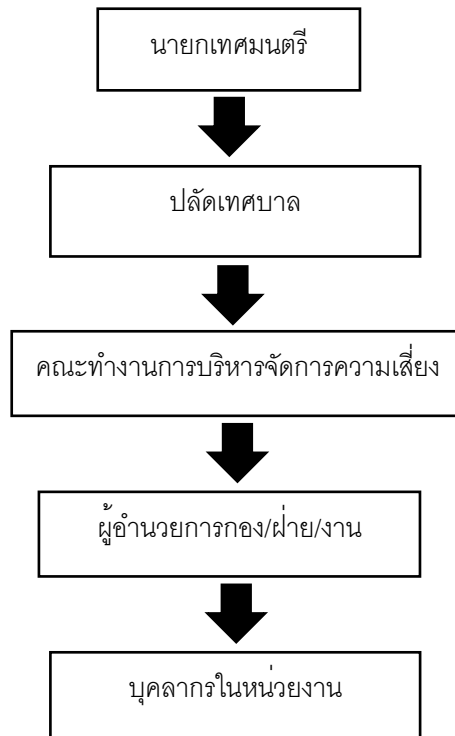 นายกเทศมนตรี
ปลัดเทศบาล
คณะทำงานการบริหารจัดการความเสี่ยง
ผู้อำนวยการกอง/ฝ่าย/งาน
บุคลากรในหน่วยงาน